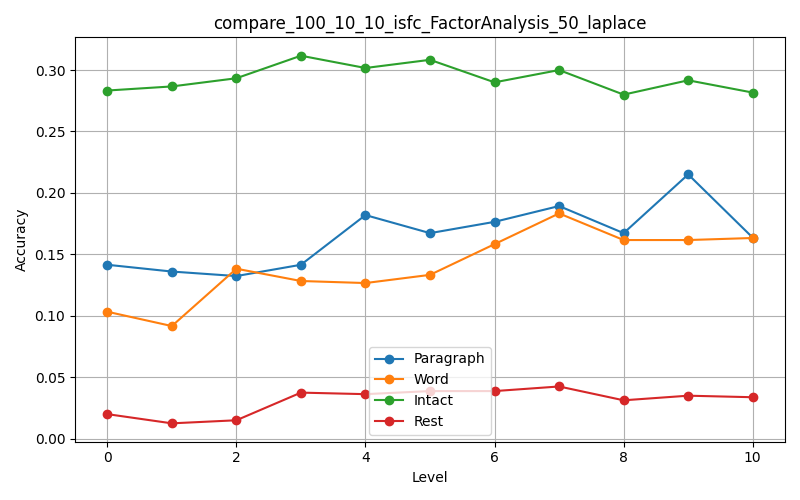 compare_100_10_10_isfc_FactorAnalysis_50_laplace
0.30
0.25
0.20
0.15
0.10
0.05
0.00
Accuracy
Paragraph
Word
Intact
Rest
0 2 4 6 8 10
Level